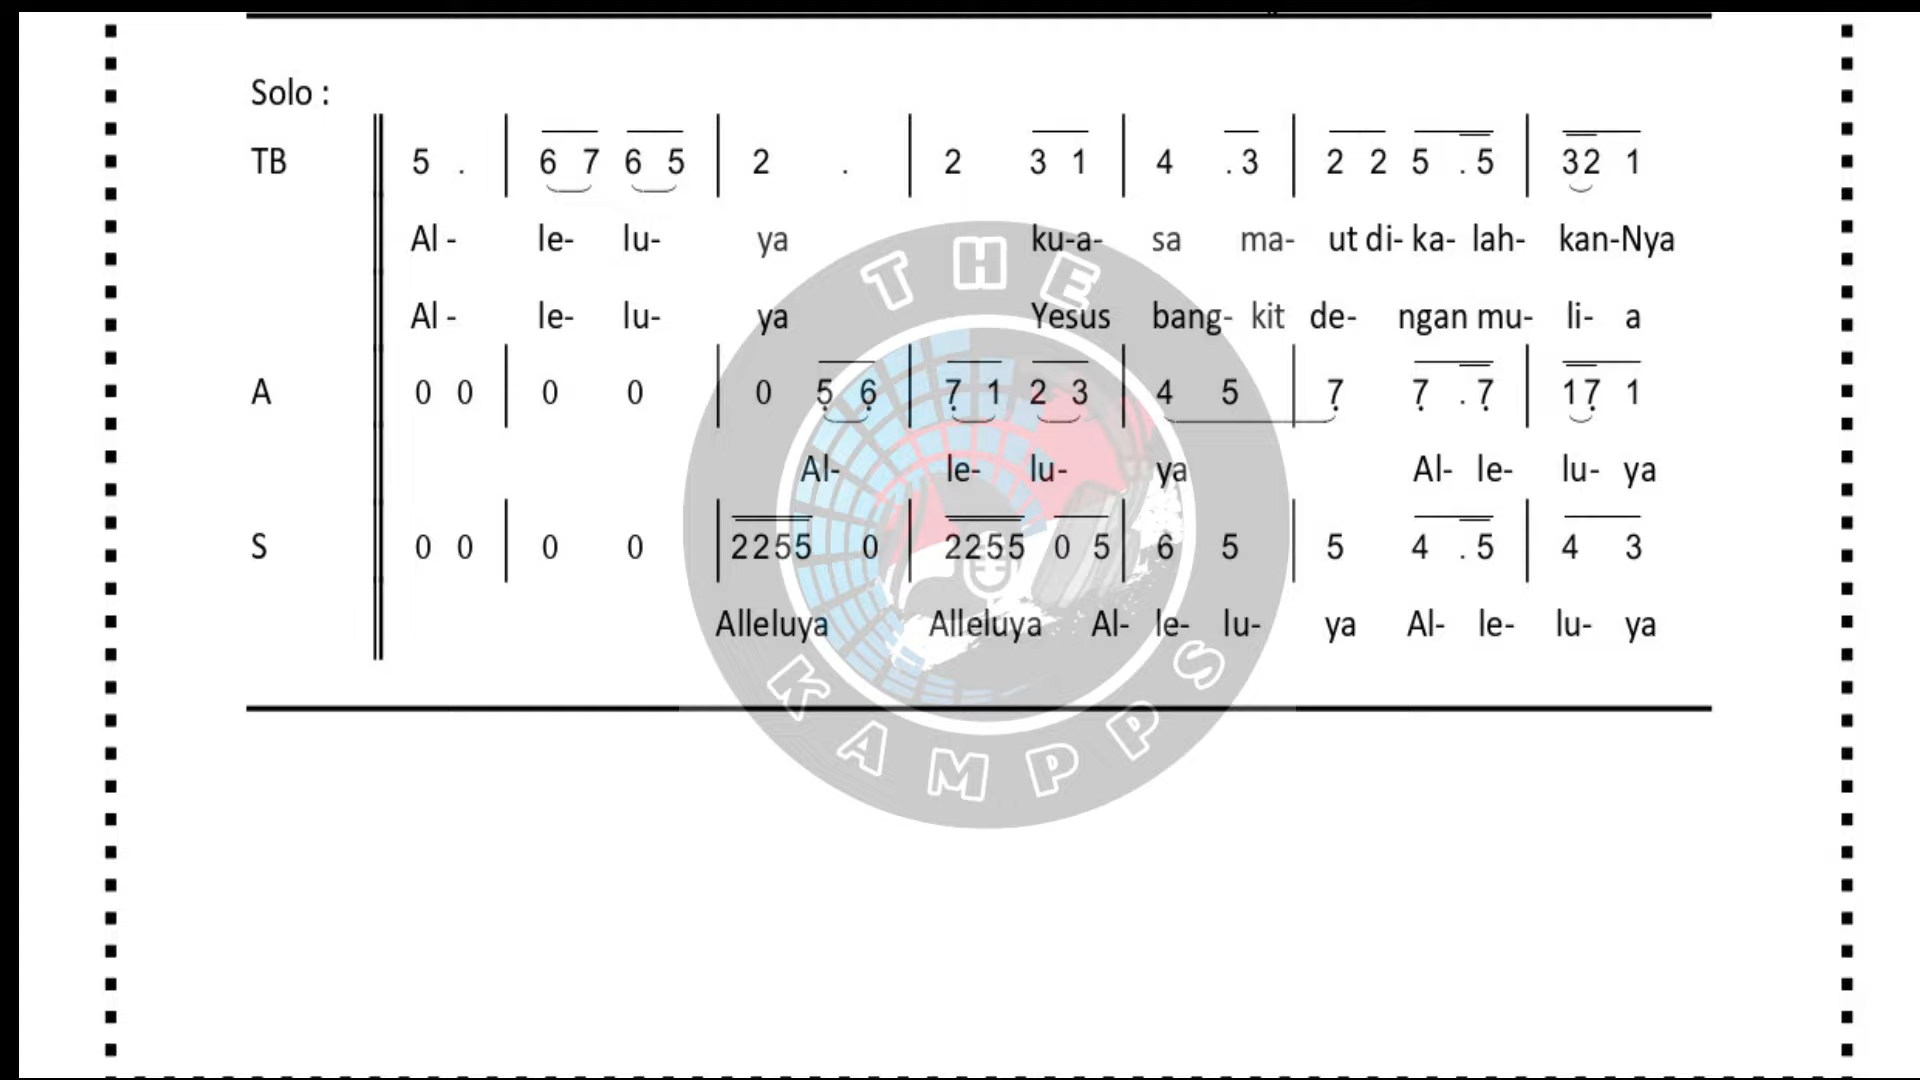 Solo :
TB 5 . | 6 7 6 5 | 2 . | 2 3 1 | 4 .3 | 2 2 5 .5 | 32 1
Al - le- lu- ya ku-a- sa ma- ut di- ka- lah- kan-Nya
Al - le- lu- ya Yesus bang- kit de- ngan mu- li- a
A 0 0 | 0 0 | 0 5̣ 6̣ | 7̣ 1 2 3 | 4 5 | 7̣ 7̣ .7̣ | 17̣ 1
Al- le- lu- ya Al- le- lu- ya
S 0 0 | 0 0 | 2255 0 | 2255 0 5 | 6 5 | 5 4 .5 | 4 3
Alleluya Alleluya Al- le- lu- ya Al- le- lu- ya
THE
KAMPPS